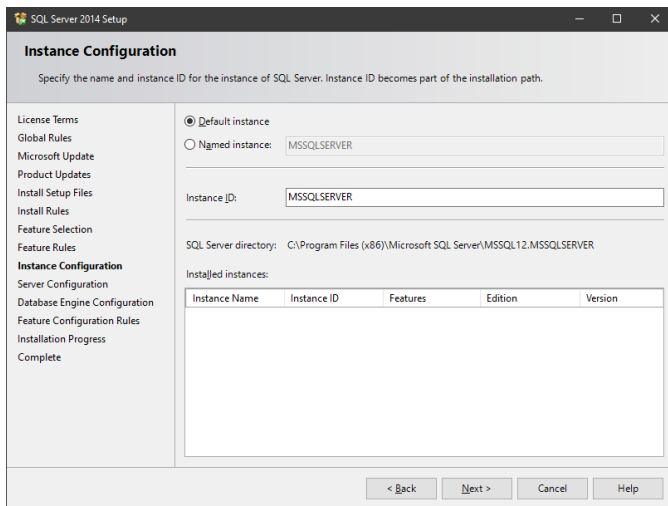 SQL Server 2014 Setup
Instance Configuration
Specify the name and instance ID for the instance of SQL Server. Instance ID becomes part of the installation path.
License Terms
Global Rules
Microsoft Update
Product Updates
Install Setup Files
Install Rules
Feature Selection
Feature Rules
Instance Configuration
Server Configuration
Database Engine Configuration
Feature Configuration Rules
Installation Progress
Complete
Default instance
Named instance: MSSQLSERVER
Instance ID: MSSQLSERVER
SQL Server directory: C:\Program Files (x86)\Microsoft SQL Server\MSSQL12.MSSQLSERVER
Installed instances:
Instance Name Instance ID Features Edition Version
< Back Next > Cancel Help